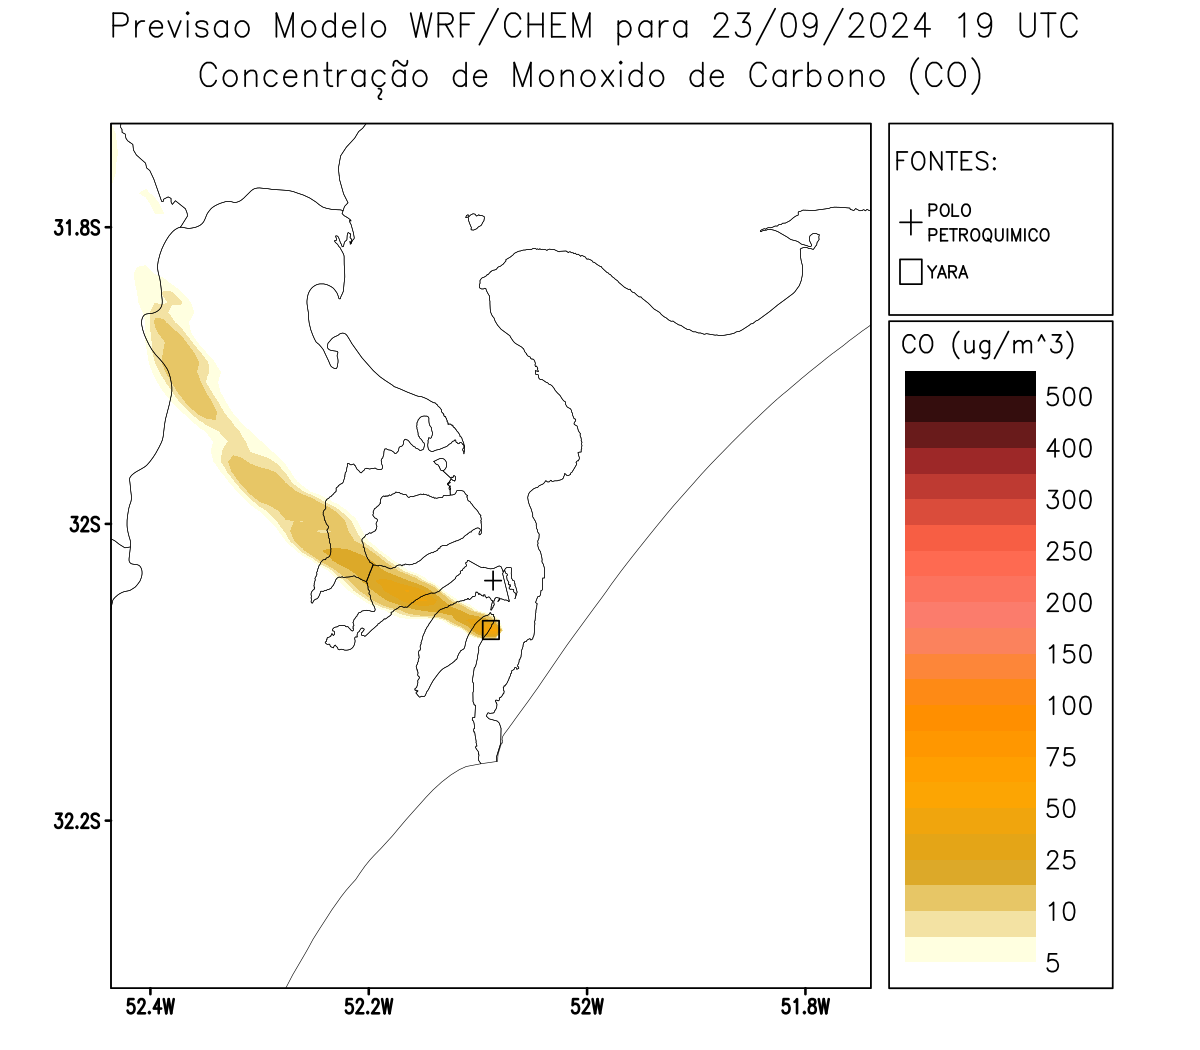 Previsao Modelo WRF/CHEM para 23/09/2024 19 UTC
Concentração de Monoxido de Carbono (CO)
FONTES:
POLO
PETROQUIMICO
YARA
31.8S
32S
32.2S
52.4W
52.2W
52W
51.8W
CO (ug/m^3)
500
400
300
250
200
150
100
75
50
25
10
5